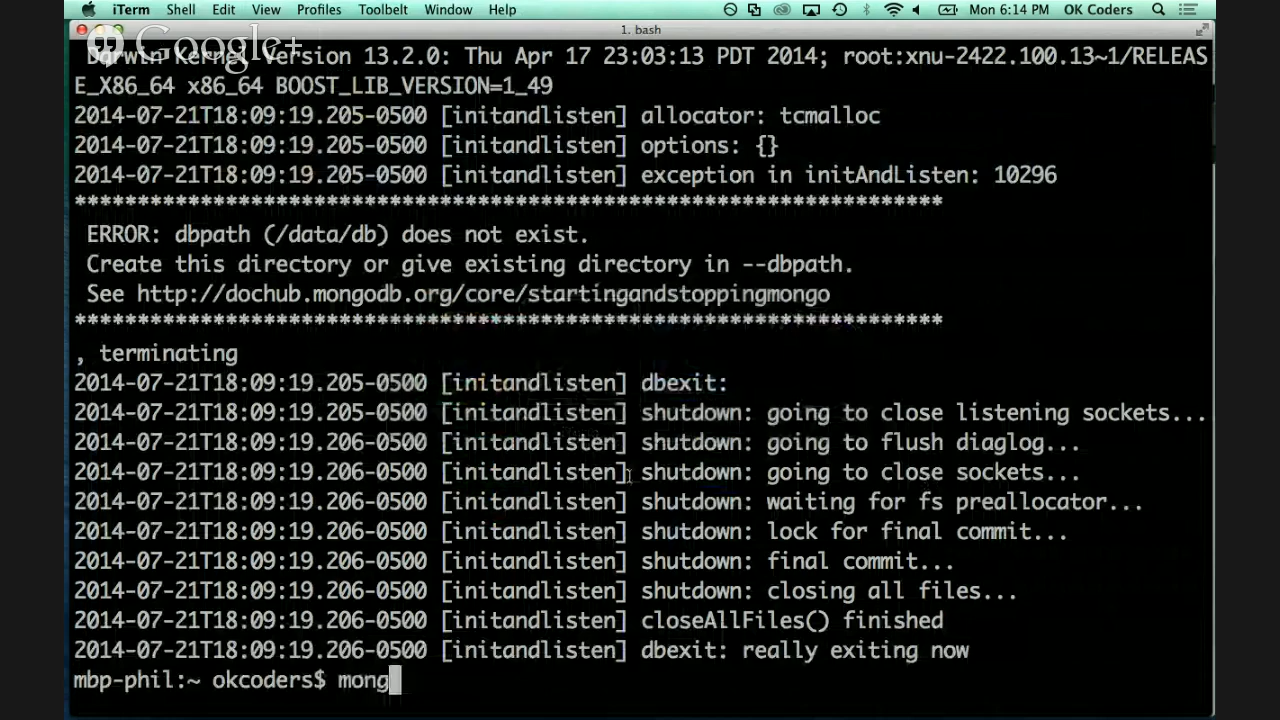 iTerm Shell Edit View Profiles Toolbelt Window Help Mon 6:14 PM OK Coders
1. bash
Google+
Darwin Kernel Version 13.2.0: Thu Apr 17 23:03:13 PDT 2014; root:xnu-2422.100.13~1/RELEAS
E_X86_64 x86_64 BOOST_LIB_VERSION=1_49
2014-07-21T18:09:19.205-0500 [initandlisten] allocator: tcmalloc
2014-07-21T18:09:19.205-0500 [initandlisten] options: {}
2014-07-21T18:09:19.205-0500 [initandlisten] exception in initAndListen: 10296
*********************************************************************
ERROR: dbpath (/data/db) does not exist.
Create this directory or give existing directory in --dbpath.
See http://dochub.mongodb.org/core/startingandstoppingmongo
*********************************************************************
, terminating
2014-07-21T18:09:19.205-0500 [initandlisten] dbexit:
2014-07-21T18:09:19.205-0500 [initandlisten] shutdown: going to close listening sockets...
2014-07-21T18:09:19.206-0500 [initandlisten] shutdown: going to flush diaglog...
2014-07-21T18:09:19.206-0500 [initandlisten] shutdown: going to close sockets...
2014-07-21T18:09:19.206-0500 [initandlisten] shutdown: waiting for fs preallocator...
2014-07-21T18:09:19.206-0500 [initandlisten] shutdown: lock for final commit...
2014-07-21T18:09:19.206-0500 [initandlisten] shutdown: final commit...
2014-07-21T18:09:19.206-0500 [initandlisten] shutdown: closing all files...
2014-07-21T18:09:19.206-0500 [initandlisten] closeAllFiles() finished
2014-07-21T18:09:19.206-0500 [initandlisten] dbexit: really exiting now
mbp-phil:~ okcoders$ mong